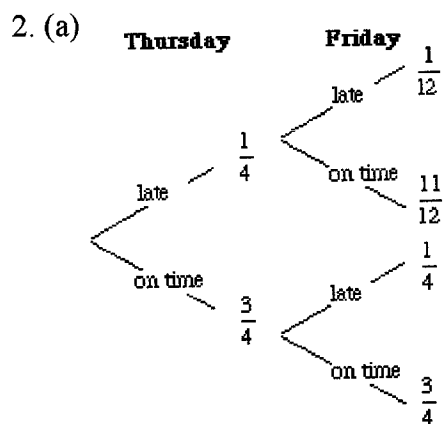 2. (a)
Thursday Friday
late 1/12
late 1/4
on time 11/12
on time 3/4
late 1/4
on time 3/4